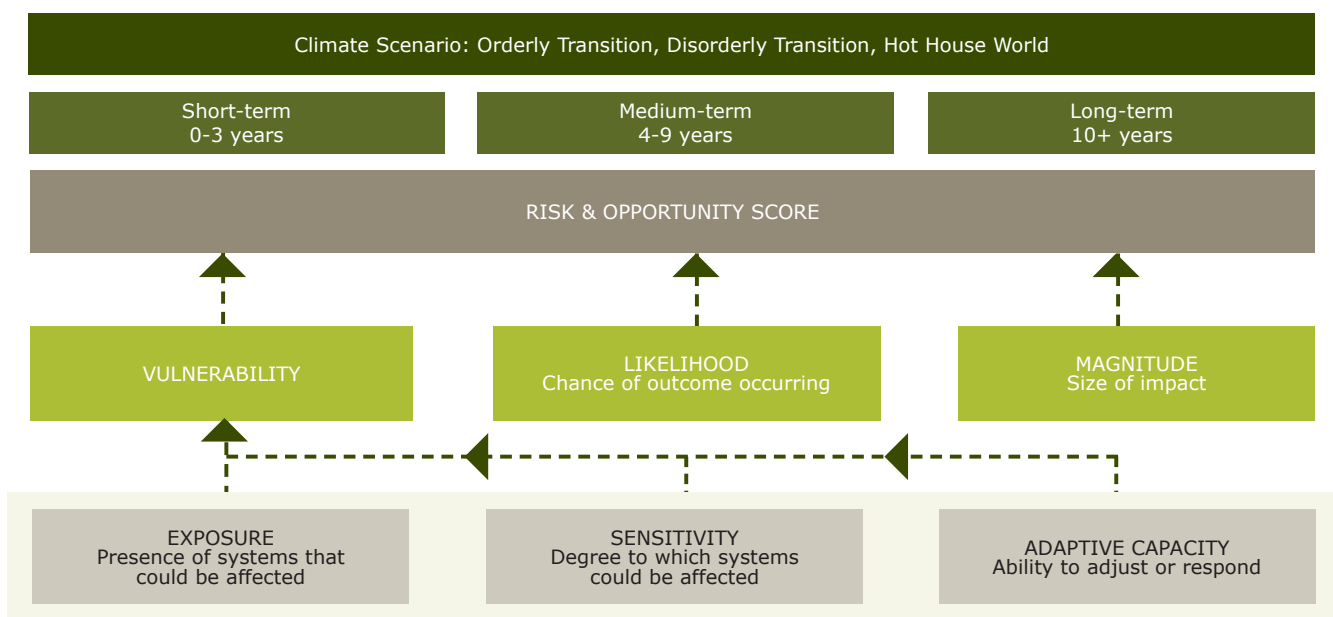 Climate Scenario: Orderly Transition, Disorderly Transition, Hot House World
Short-term
0-3 years
Medium-term
4-9 years
Long-term
10+ years
RISK & OPPORTUNITY SCORE
VULNERABILITY
LIKELIHOOD
Chance of outcome occurring
MAGNITUDE
Size of impact
EXPOSURE
Presence of systems that
could be affected
SENSITIVITY
Degree to which systems
could be affected
ADAPTIVE CAPACITY
Ability to adjust or respond